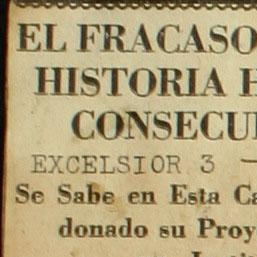 EL FRACASO
HISTORIA H
CONSECU
EXCELSIOR 3 —
Se Sabe en Esta Ca
donado su Proy